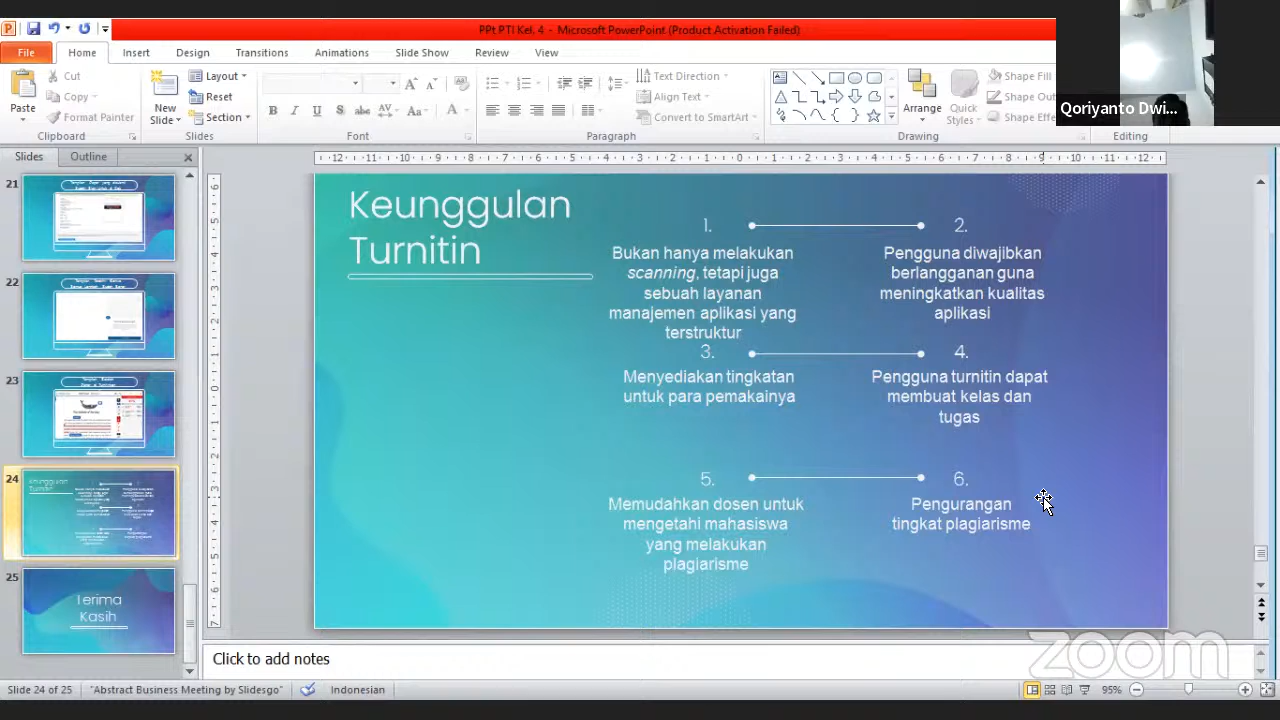 PPt PTI Kel. 4 - Microsoft PowerPoint (Product Activation Failed)
File Home Insert Design Transitions Animations Slide Show Review View
Paste
Cut
Copy
Format Painter
Clipboard
New Slide
Layout
Reset
Section
Slides
B I U S abc AV Aa A
Font
Text Direction
Align Text
Convert to SmartArt
Paragraph
Arrange
Quick Styles
Shape Fill
Shape Effe
Drawing
Editing
Qoriyanto Dwi...
Slides Outline
21
22
23
24
25
Terima
Kasih
Keunggulan
Turnitin
1.
Bukan hanya melakukan
scanning, tetapi juga
sebuah layanan
manajemen aplikasi yang
terstruktur
2.
Pengguna diwajibkan
berlangganan guna
meningkatkan kualitas
aplikasi
3.
Menyediakan tingkatan
untuk para pemakainya
4.
Pengguna turnitin dapat
membuat kelas dan
tugas
5.
Memudahkan dosen untuk
mengetahi mahasiswa
yang melakukan
plagiarisme
6.
Pengurangan
tingkat plagiarisme
Click to add notes
zoom
Slide 24 of 25 "Abstract Business Meeting by Slidesgo" Indonesian 95%